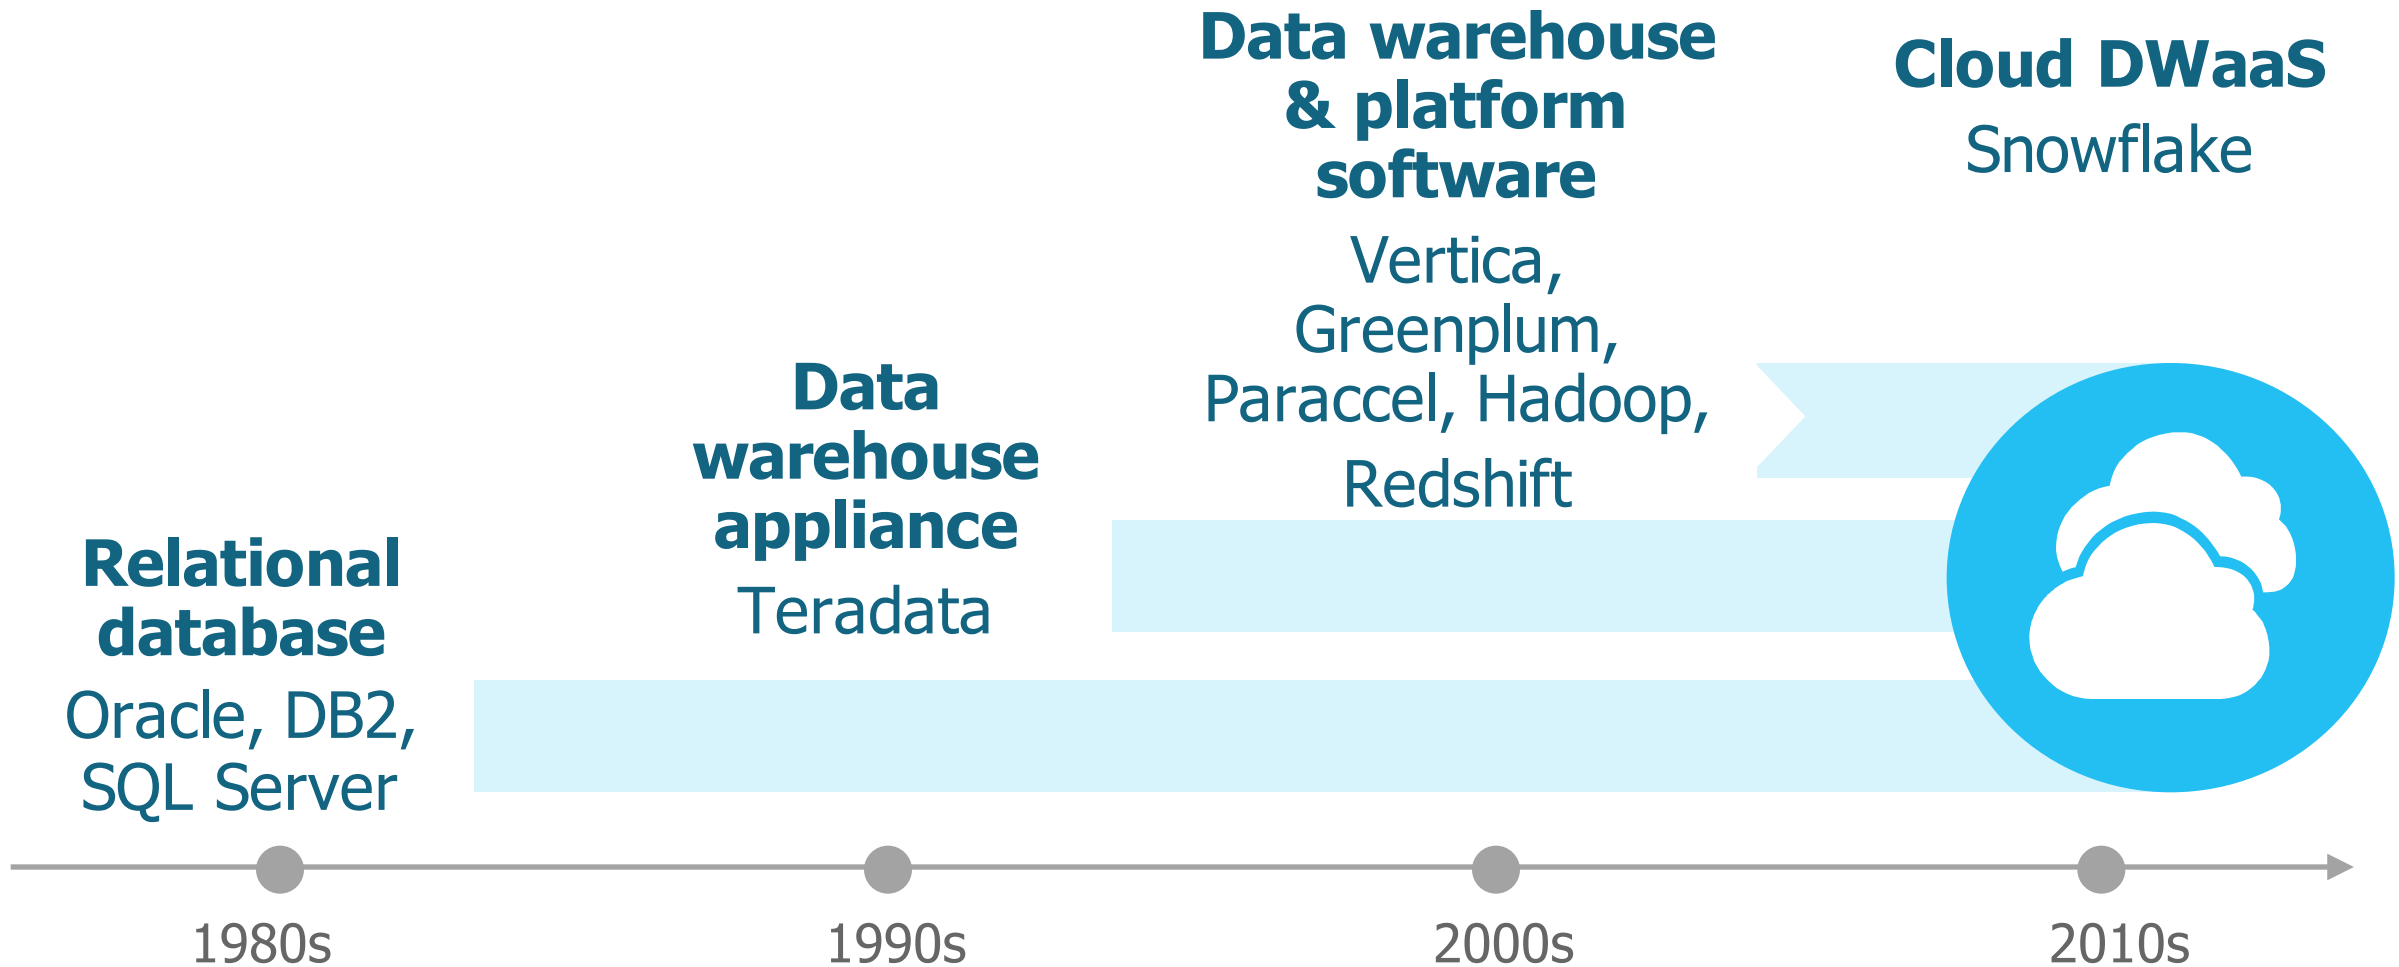 Relational
database
Oracle, DB2,
SQL Server
Data
warehouse
appliance
Teradata
Data warehouse
& platform
software
Vertica,
Greenplum,
Paraccel, Hadoop,
Redshift
Cloud DWaaS
Snowflake
1980s
1990s
2000s
2010s